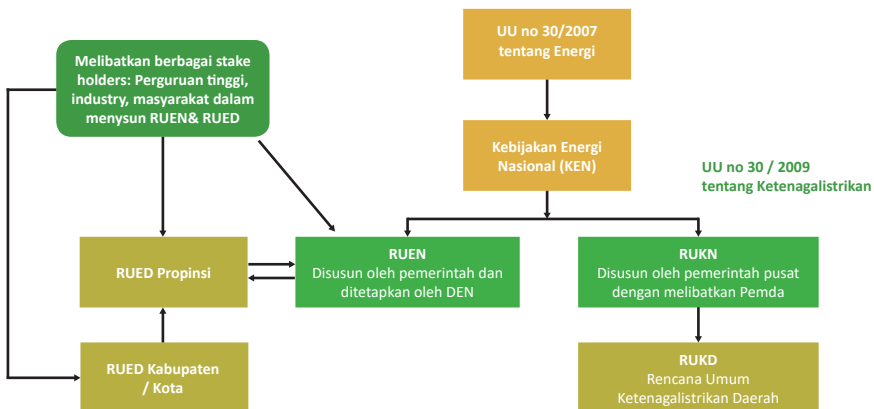 UU no 30/2007
tentang Energi
Melibatkan berbagai stake
holders: Perguruan tinggi,
industry, masyarakat dalam
menysun RUEN& RUED
Kebijakan Energi
Nasional (KEN)
UU no 30 / 2009
tentang Ketenagalistrikan
RUED Propinsi
RUEN
Disusun oleh pemerintah dan
ditetapkan oleh DEN
RUKN
Disusun oleh pemerintah pusat
dengan melibatkan Pemda
RUED Kabupaten
/ Kota
RUKD
Rencana Umum
Ketenagalistrikan Daerah